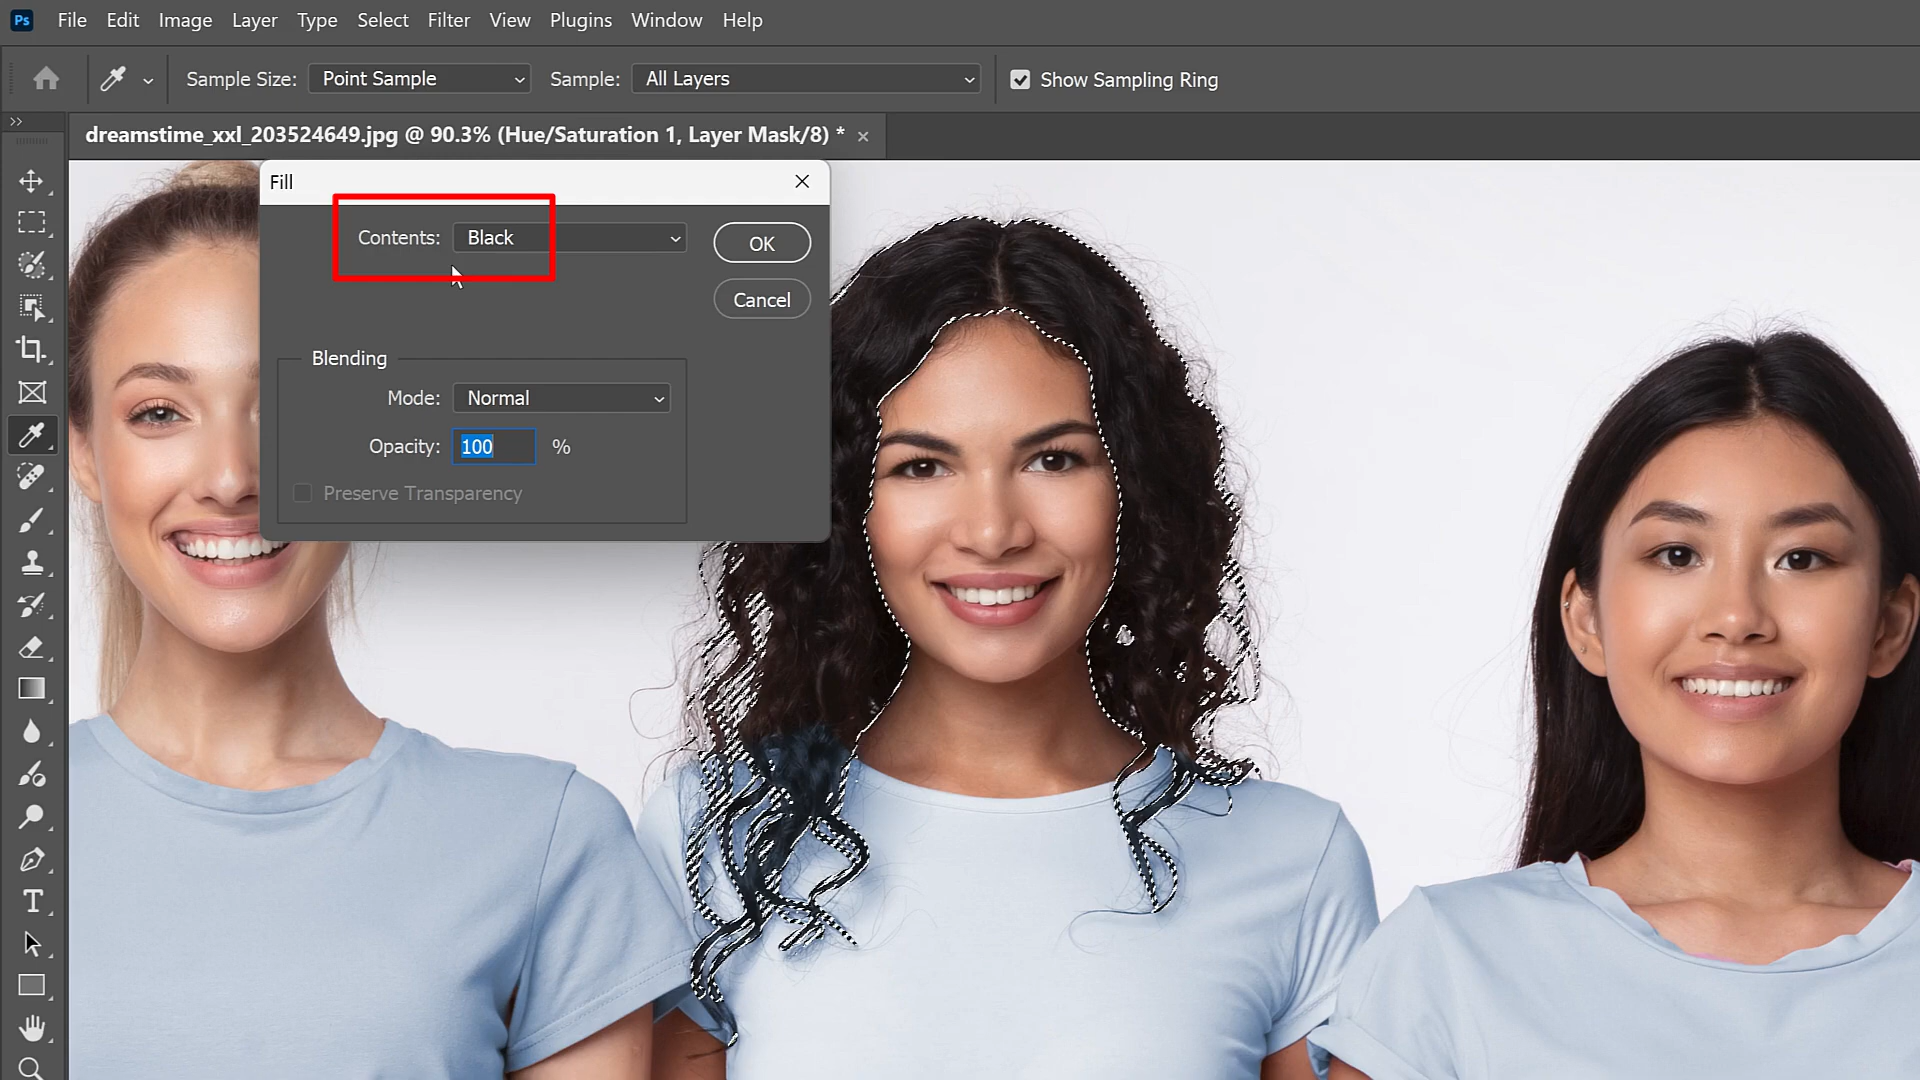 Ps File Edit Image Layer Type Select Filter View Plugins Window Help
Sample Size: Point Sample Sample: All Layers Show Sampling Ring
dreamstime_xxl_203524649.jpg @ 90.3% (Hue/Saturation 1, Layer Mask/8) *
Fill
Contents: Black
OK
Cancel
Blending
Mode: Normal
Opacity: 100 %
Preserve Transparency